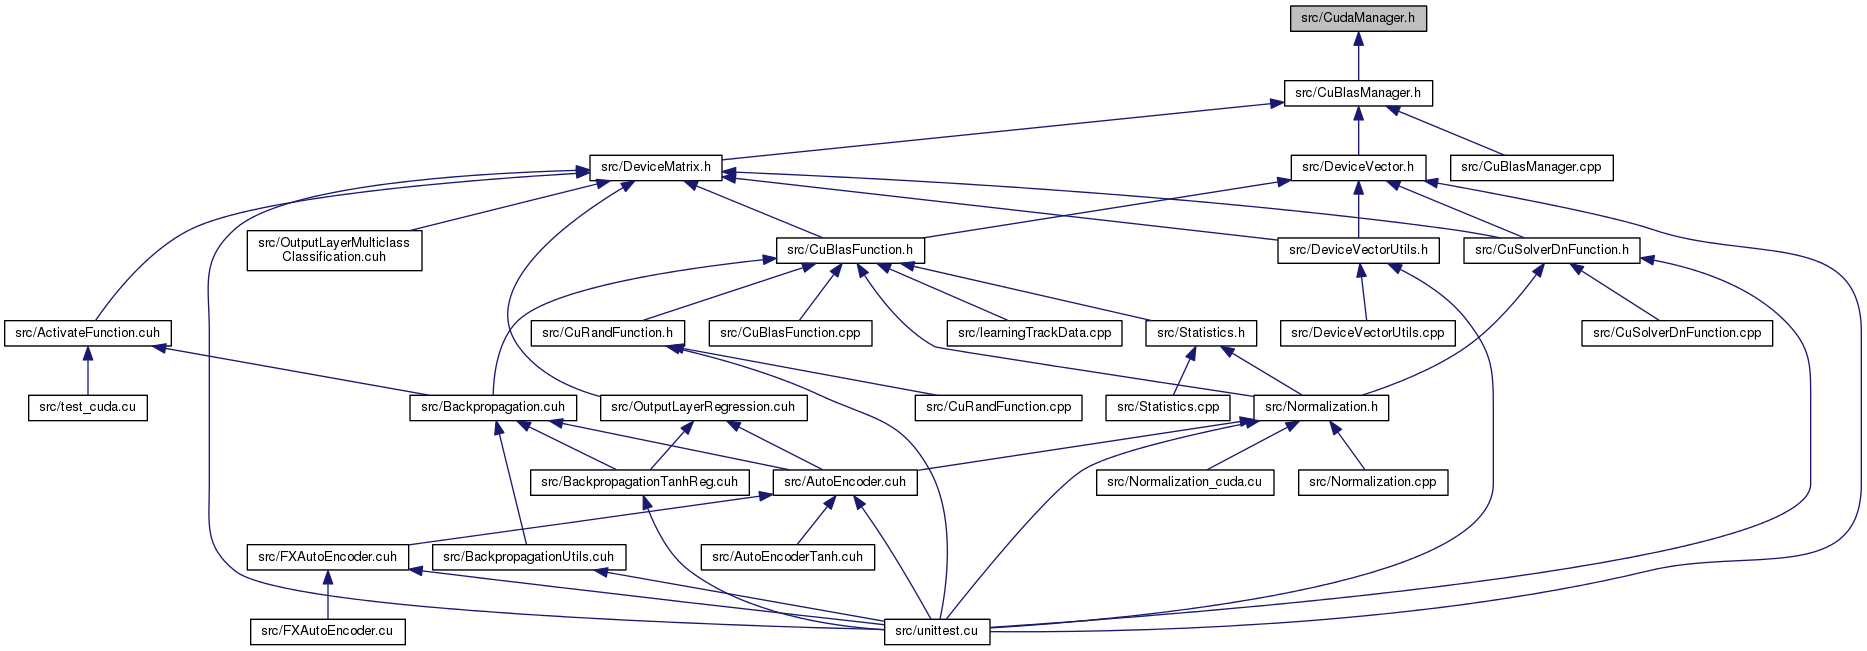 src/CudaManager.h
src/CuBlasManager.h
src/DeviceMatrix.h
src/DeviceVector.h
src/CuBlasManager.cpp
src/OutputLayerMulticlass
Classification.cuh
src/CuBlasFunction.h
src/DeviceVectorUtils.h
src/CuSolverDnFunction.h
src/ActivateFunction.cuh
src/CuRandFunction.h
src/CuBlasFunction.cpp
src/learningTrackData.cpp
src/Statistics.h
src/DeviceVectorUtils.cpp
src/CuSolverDnFunction.cpp
src/test_cuda.cu
src/Backpropagation.cuh
src/OutputLayerRegression.cuh
src/CuRandFunction.cpp
src/Statistics.cpp
src/Normalization.h
src/BackpropagationTanhReg.cuh
src/AutoEncoder.cuh
src/Normalization_cuda.cu
src/Normalization.cpp
src/FXAutoEncoder.cuh
src/BackpropagationUtils.cuh
src/AutoEncoderTanh.cuh
src/FXAutoEncoder.cu
src/unittest.cu